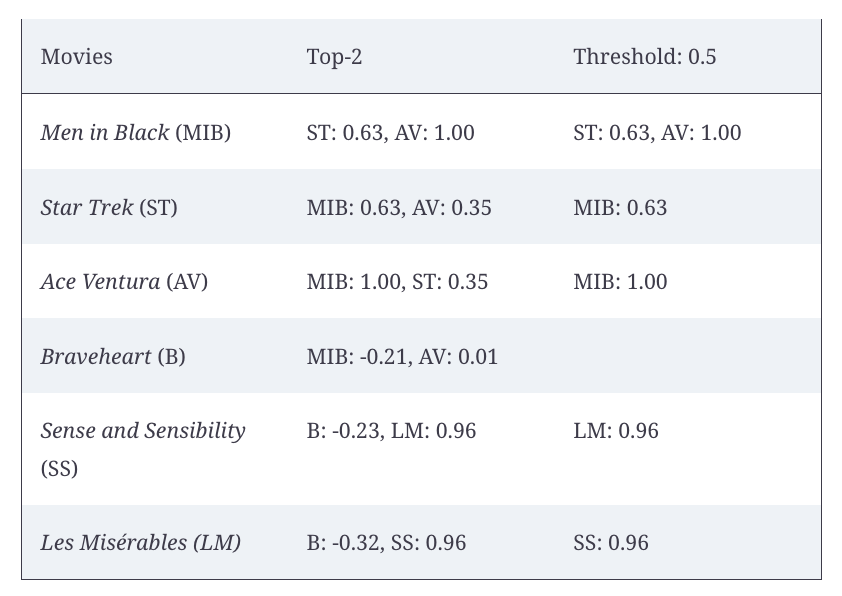 Movies Top-2 Threshold: 0.5
Men in Black (MIB) ST: 0.63, AV: 1.00 ST: 0.63, AV: 1.00
Star Trek (ST) MIB: 0.63, AV: 0.35 MIB: 0.63
Ace Ventura (AV) MIB: 1.00, ST: 0.35 MIB: 1.00
Braveheart (B) MIB: -0.21, AV: 0.01
Sense and Sensibility B: -0.23, LM: 0.96 LM: 0.96
(SS)
Les Misérables (LM) B: -0.32, SS: 0.96 SS: 0.96